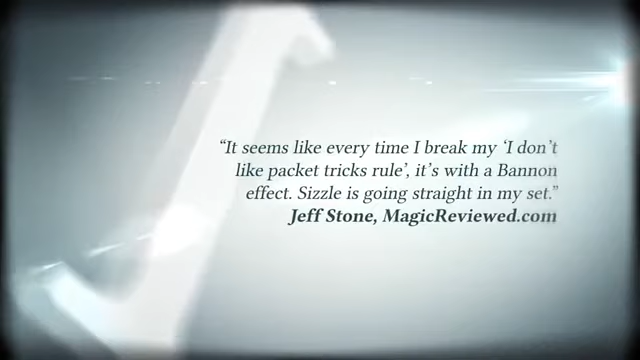 “It seems like every time I break my ‘I don’t
like packet tricks rule’, it’s with a Bannon
effect. Sizzle is going straight in my set.”
Jeff Stone, MagicReviewed.com